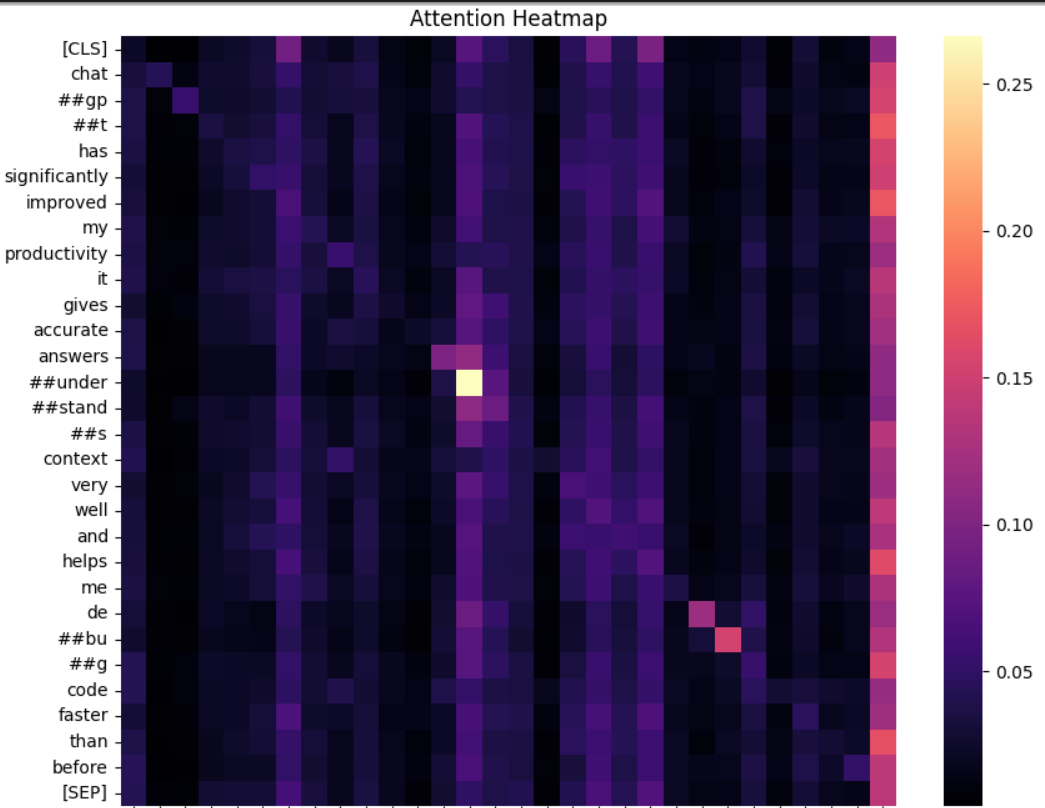 Attention Heatmap
[CLS]
chat
##gp
##t
has
significantly
improved
my
productivity
it
gives
accurate
answers
##under
##stand
##s
context
very
well
and
helps
me
de
##bu
##g
code
faster
than
before
[SEP]
0.25
0.20
0.15
0.10
0.05